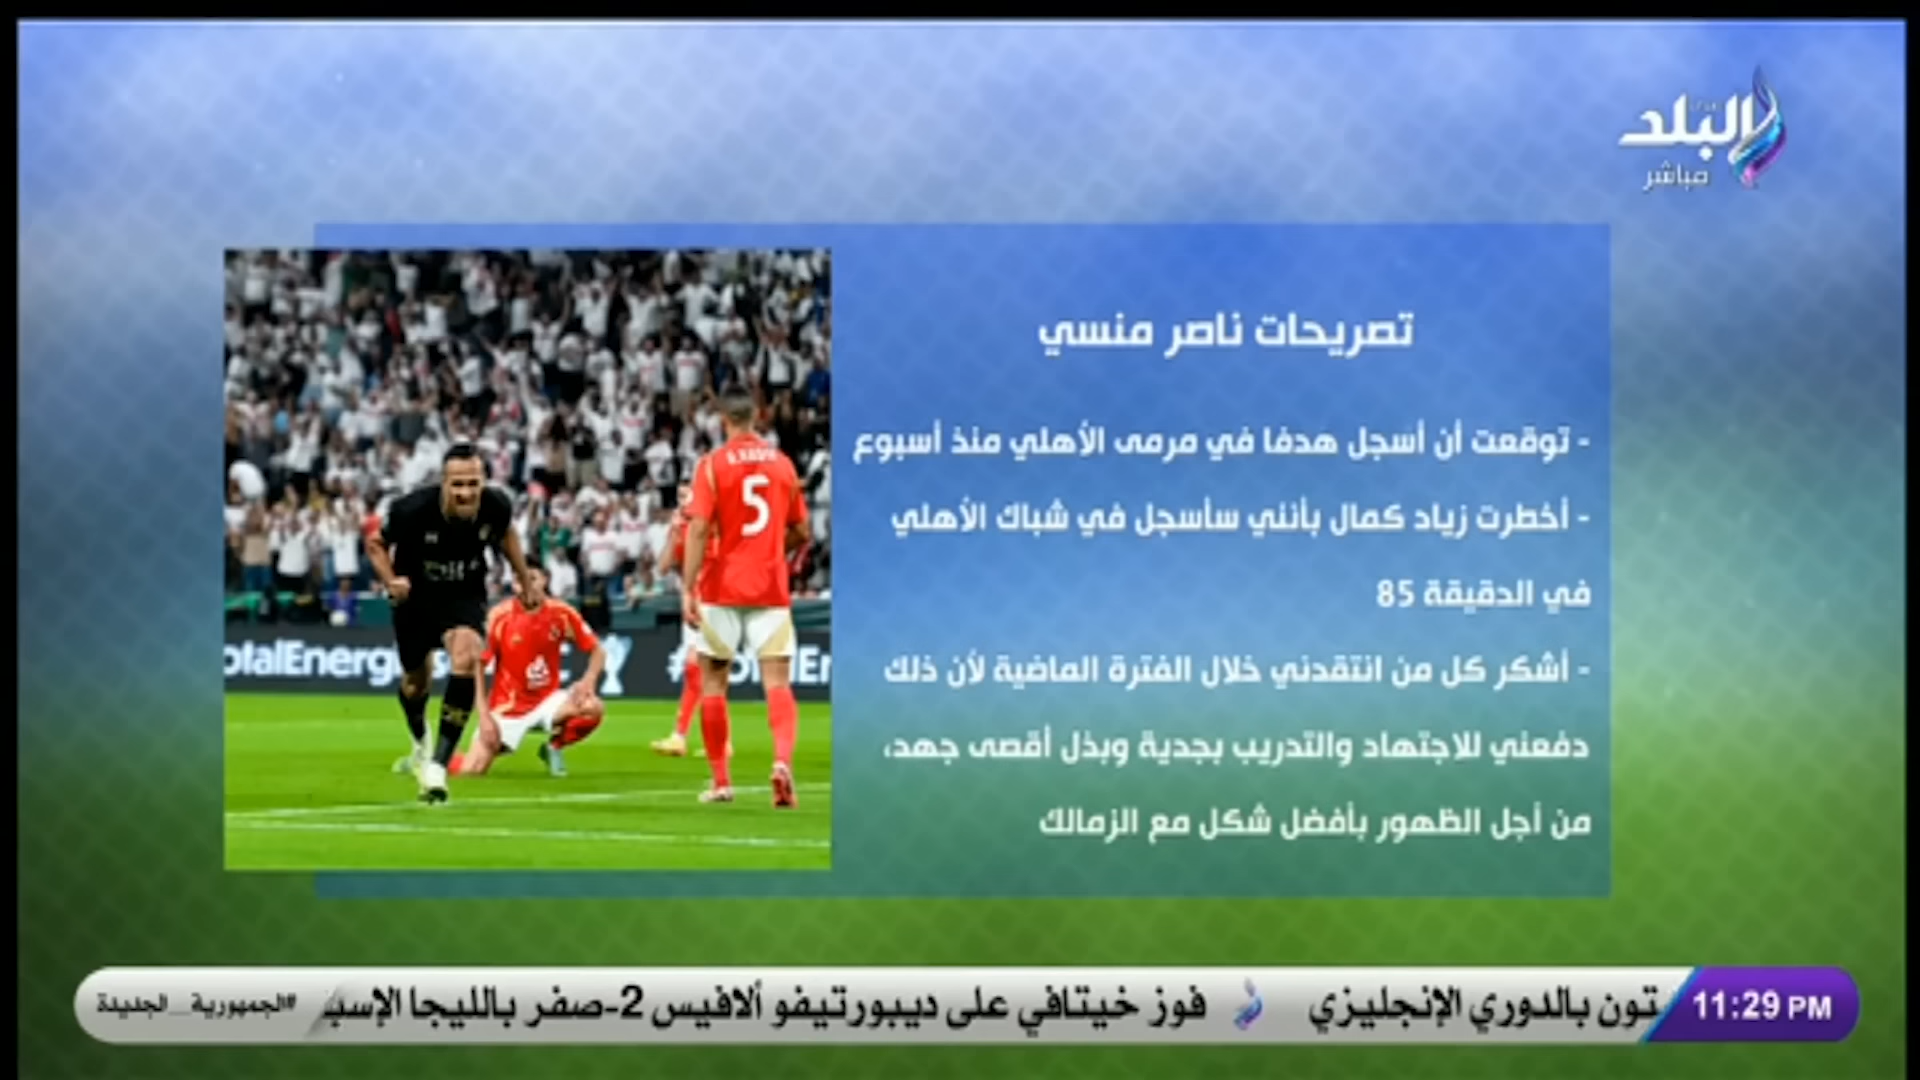 البلد
مباشر
تصريحات ناصر منسي
- توقعت أن أسجل هدفا في مرمى الأهلي منذ أسبوع
- أخطرت زياد كمال بأنني سأسجل في شباك الأهلي
في الدقيقة 85
- أشكر كل من انتقدني خلال الفترة الماضية لأن ذلك
دفعني للاجتهاد والتدريب بجدية وبذل أقصى جهد،
من أجل الظهور بأفضل شكل مع الزمالك
5
otalEnerg
11:29 PM
تون بالدوري الإنجليزي
فوز خيتافي على ديبورتيفو ألافيس 2-صفر بالليجا الإسب
#الجمهورية__الجديدة